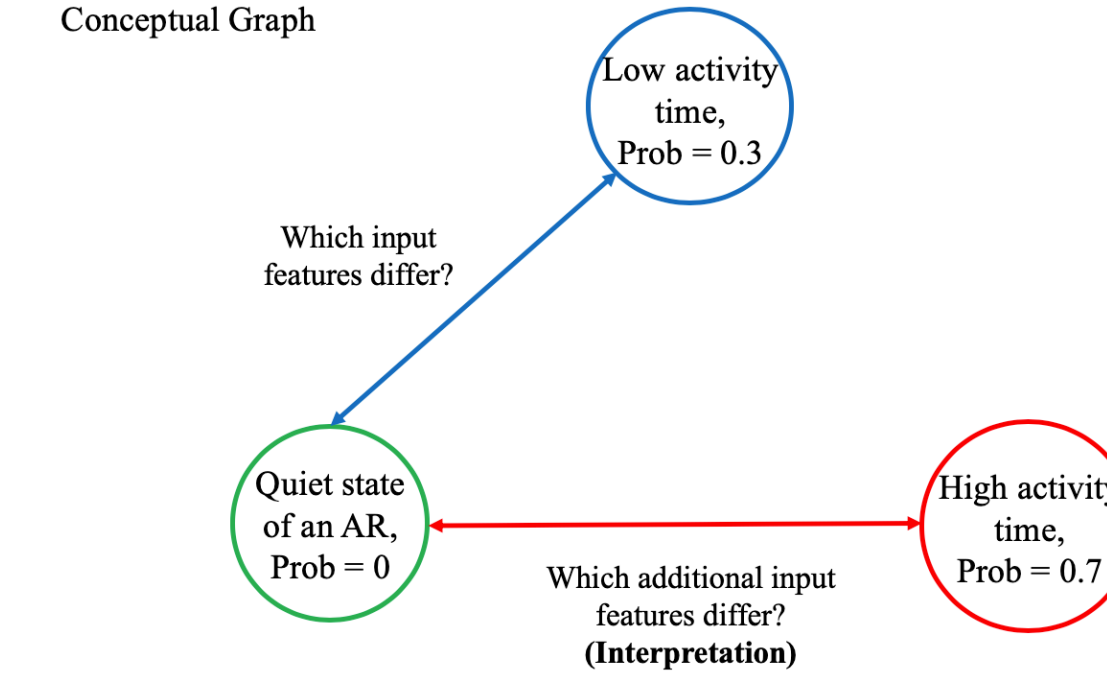 Conceptual Graph
Low activity
time,
Prob = 0.3
Which input
features differ?
Quiet state
of an AR,
Prob = 0
High activity
time,
Prob = 0.7
Which additional input
features differ?
(Interpretation)